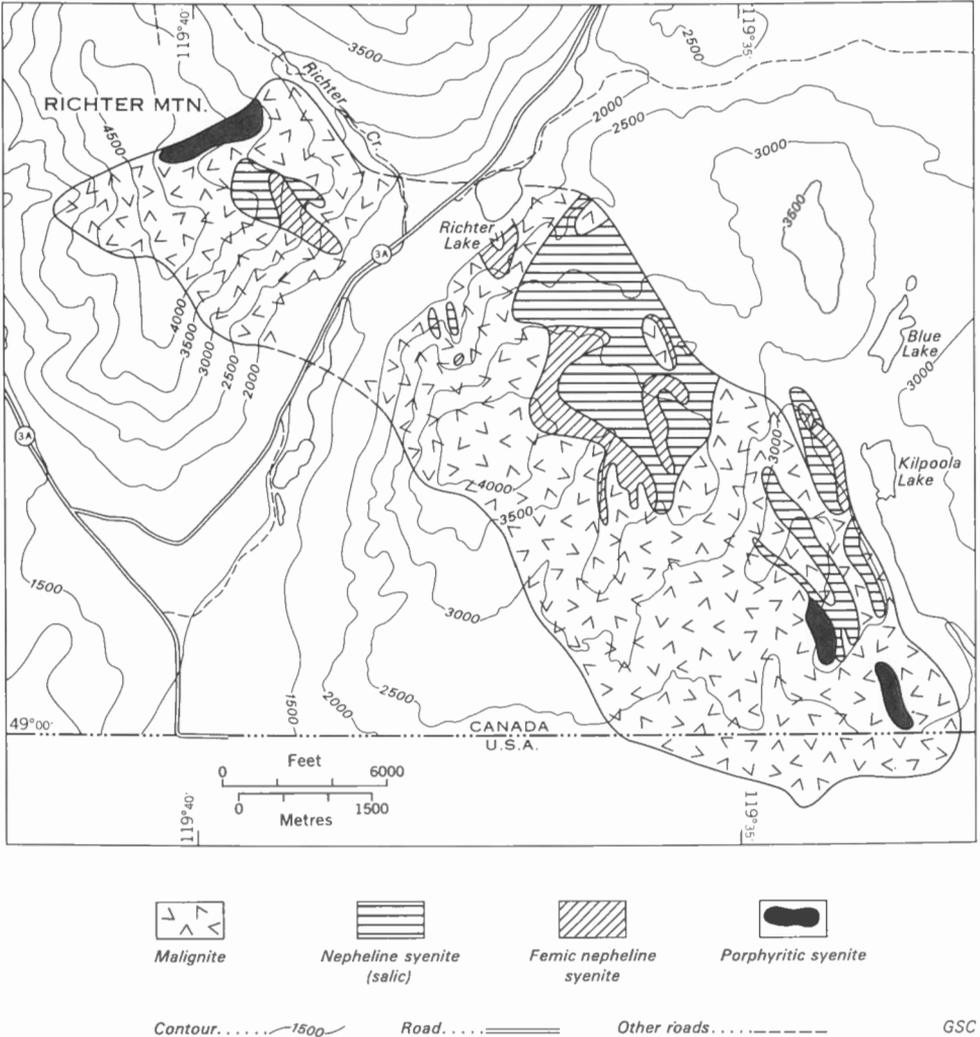 119°40'
119°35'
3500
2500
Richter Cr.
RICHTER MTN.
2000
2500
4500
3000
3500
Richter
Lake
3A
4000
3500
3000
2500
2000
Blue
Lake
3000
3A
3000
Kilpoola
Lake
4000
3500
1500
3000
2500
1500
2000
49°00'
CANADA
U.S.A.
Feet
0 6000
0 1500
Metres
119°40'
119°35'
Malignite
Nepheline syenite
(salic)
Femic nepheline
syenite
Porphyritic syenite
Contour......1500
Road.....
Other roads.....
GSC